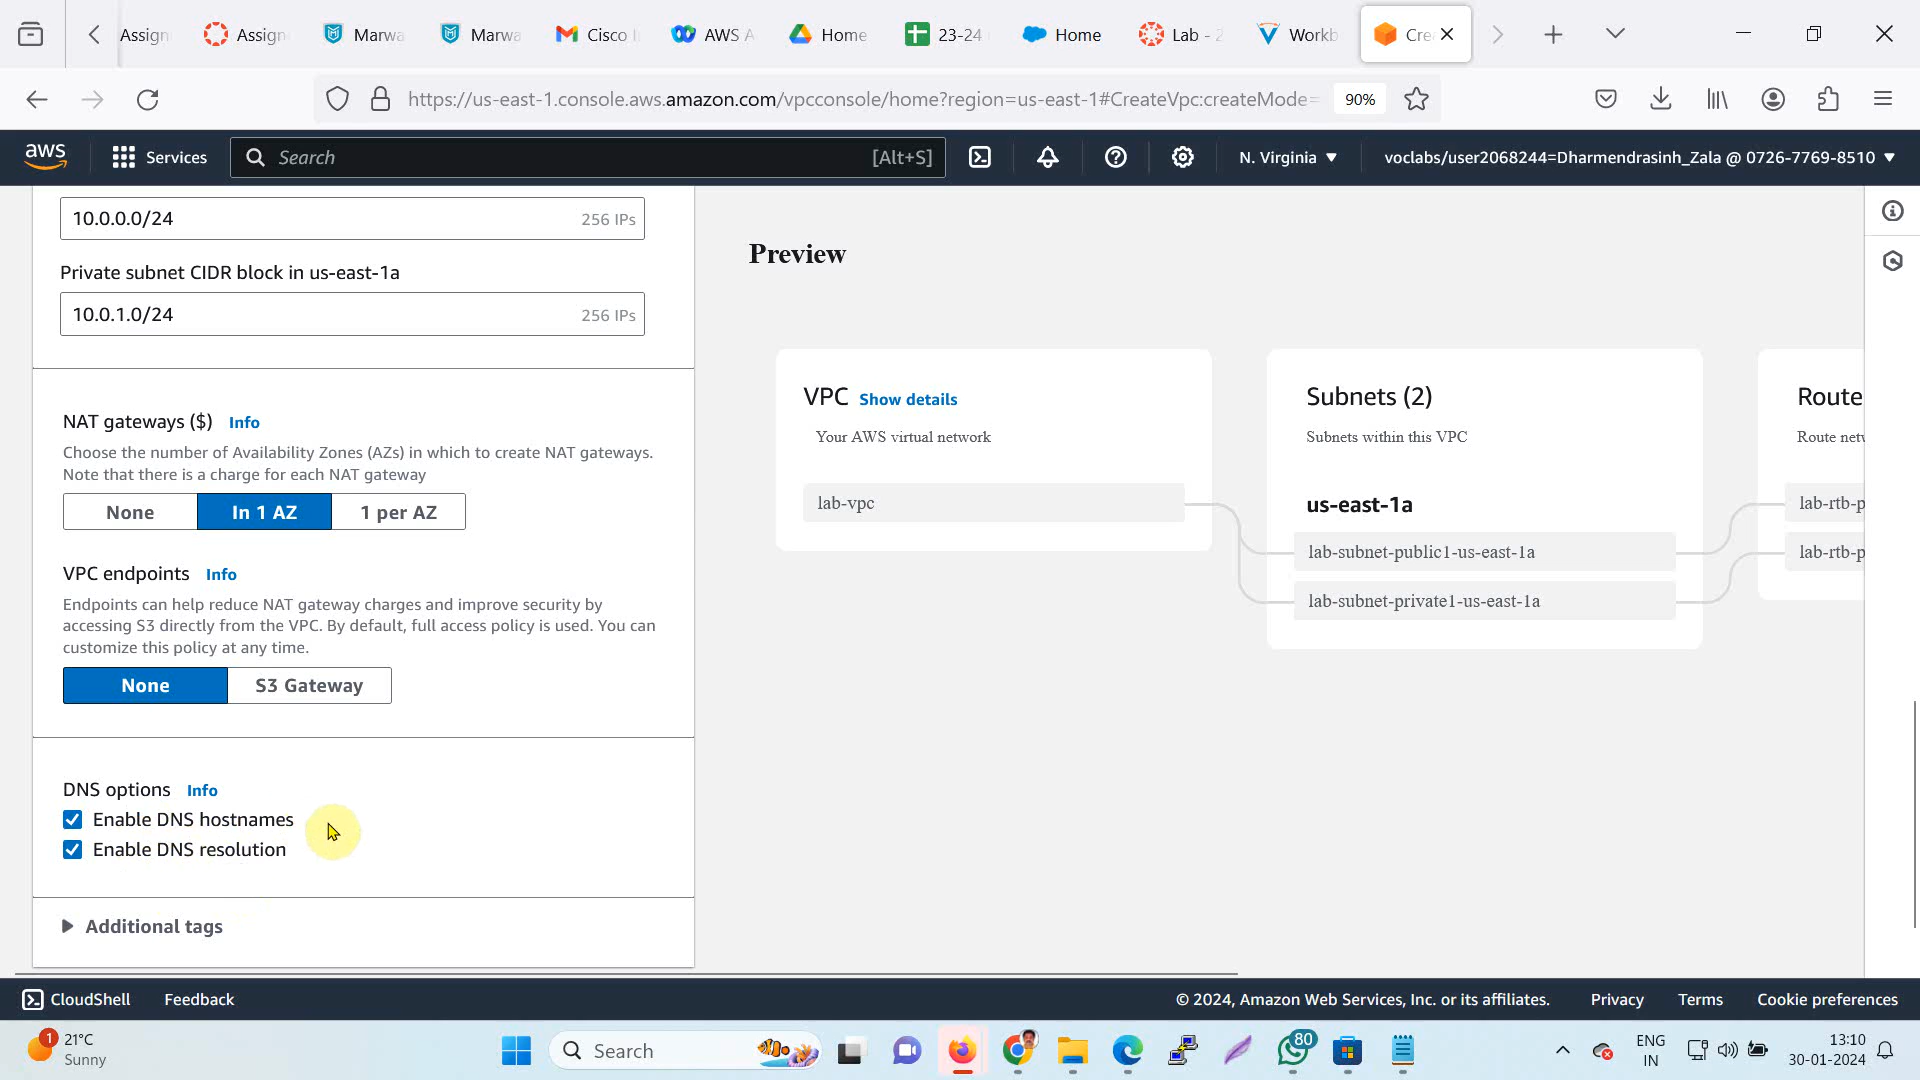 Assign
Assign
Marwa
Marwa
Cisco I
AWS A
Home
23-24
Home
Lab - 2
Workb
Cre
https://us-east-1.console.aws.amazon.com/vpcconsole/home?region=us-east-1#CreateVpc:createMode=
90%
aws
Services
Search
[Alt+S]
N. Virginia
voclabs/user2068244=Dharmendrasinh_Zala @ 0726-7769-8510
10.0.0.0/24
256 IPs
Private subnet CIDR block in us-east-1a
10.0.1.0/24
256 IPs
NAT gateways ($) Info
Choose the number of Availability Zones (AZs) in which to create NAT gateways.
Note that there is a charge for each NAT gateway
None
In 1 AZ
1 per AZ
VPC endpoints Info
Endpoints can help reduce NAT gateway charges and improve security by
accessing S3 directly from the VPC. By default, full access policy is used. You can
customize this policy at any time.
None
S3 Gateway
DNS options Info
Enable DNS hostnames
Enable DNS resolution
Additional tags
Preview
VPC Show details
Your AWS virtual network
lab-vpc
Subnets (2)
Subnets within this VPC
us-east-1a
lab-subnet-public1-us-east-1a
lab-subnet-private1-us-east-1a
Route
Route netw
lab-rtb-p
lab-rtb-p
CloudShell
Feedback
© 2024, Amazon Web Services, Inc. or its affiliates.
Privacy
Terms
Cookie preferences
1
21°C
Sunny
Search
80
ENG
IN
13:10
30-01-2024